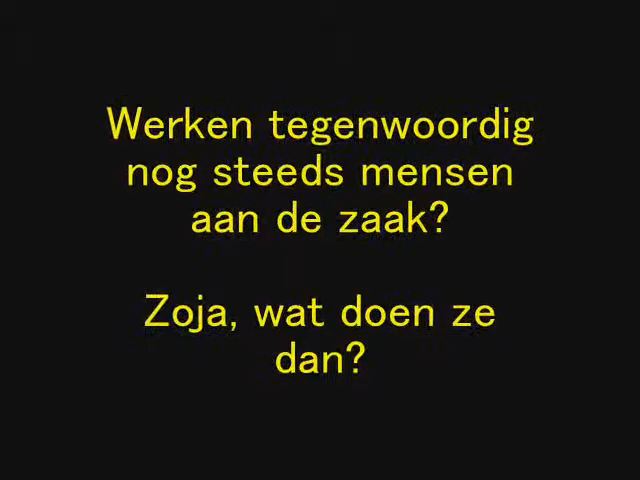 Werken tegenwoordig
nog steeds mensen
aan de zaak?
Zoja, wat doen ze
dan?